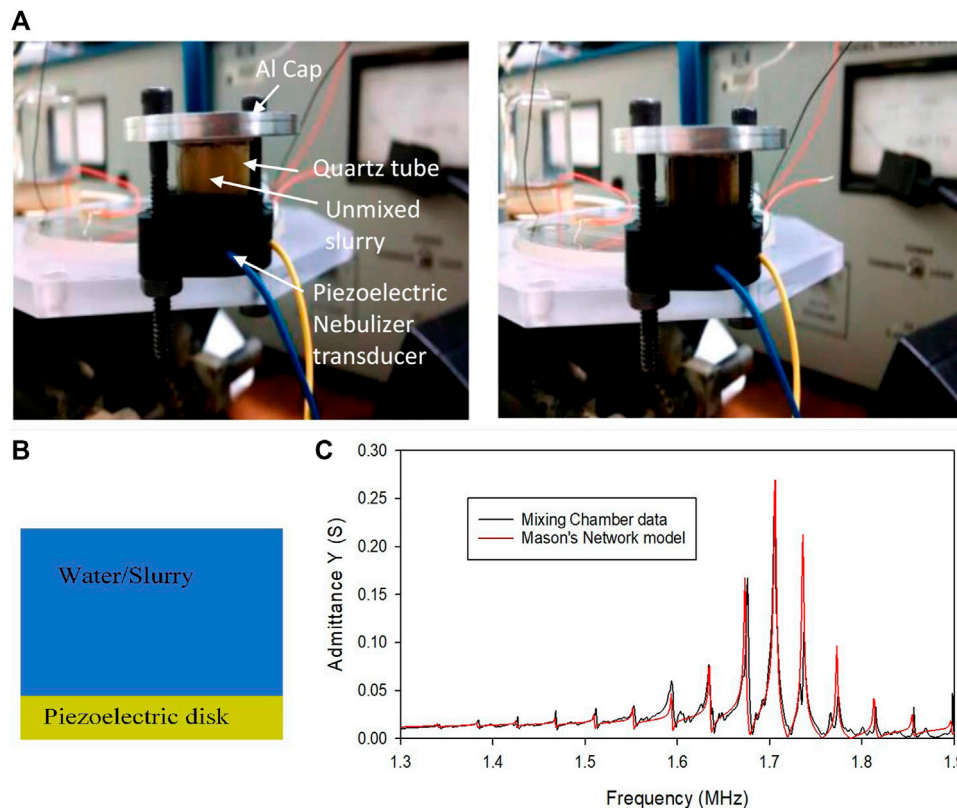 A
Al Cap
Quartz tube
Unmixed
slurry
Piezoelectric
Nebulizer
transducer
B
Water/Slurry
Piezoelectric disk
C
0.30
0.25
0.20
0.15
0.10
0.05
0.00
Admittance Y (S)
Mixing Chamber data
Mason's Network model
1.3
1.4
1.5
1.6
1.7
1.8
1.9
Frequency (MHz)